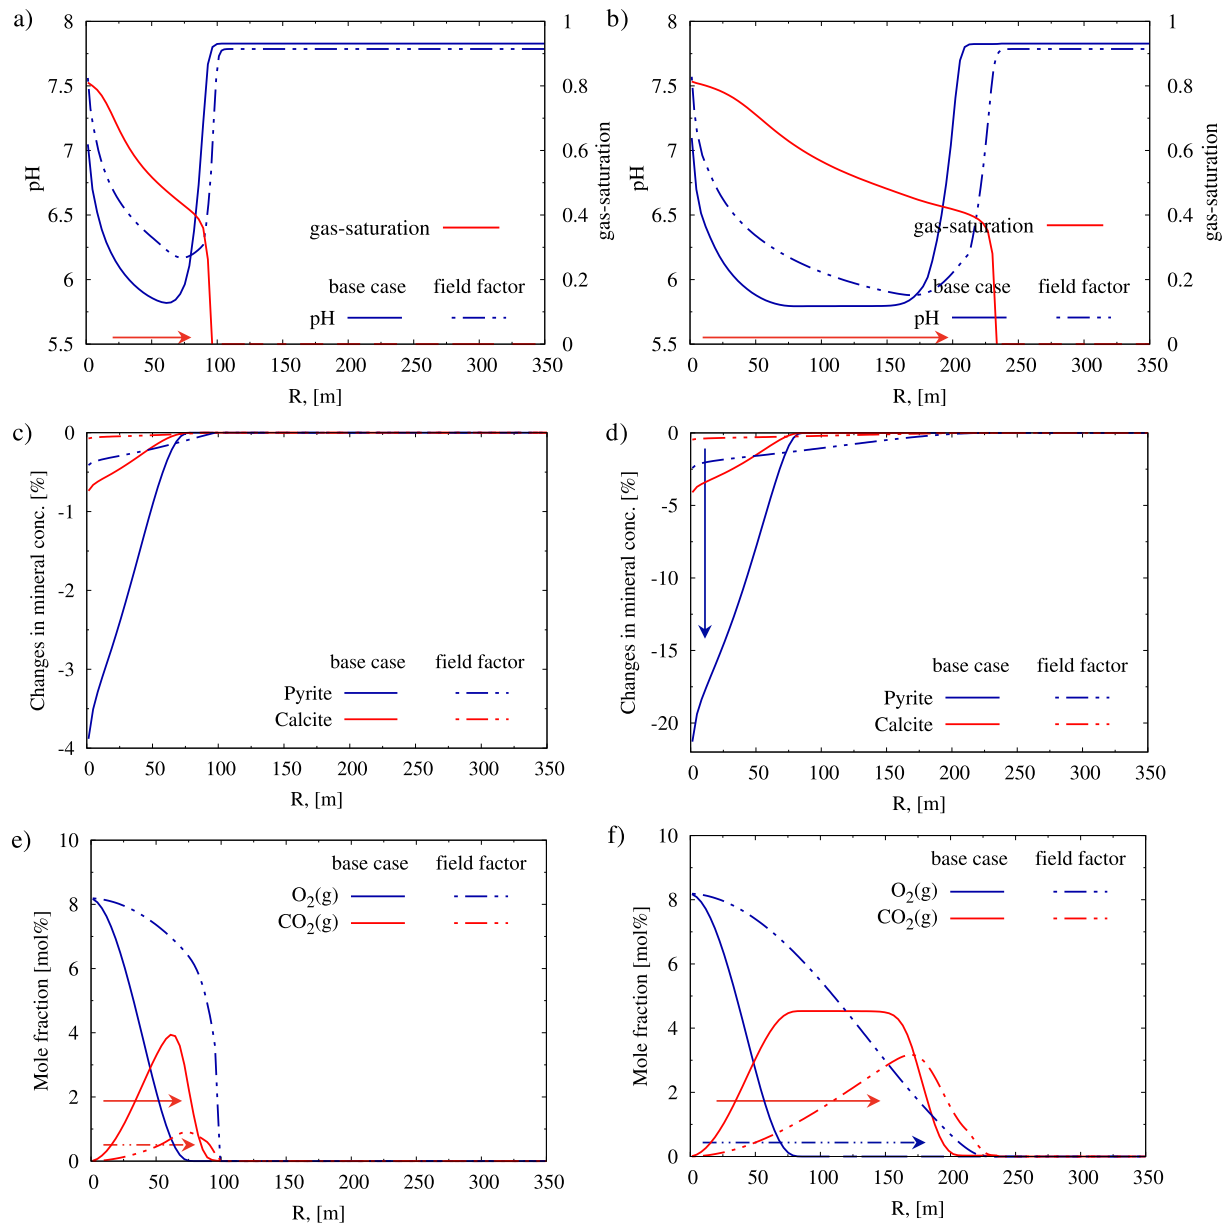 a)
8
7.5
7
6.5
6
5.5
pH
1
0.8
0.6
0.4
0.2
0
gas-saturation
gas-saturation
base case field factor
pH
0 50 100 150 200 250 300 350
R, [m]
b)
8
7.5
7
6.5
6
5.5
pH
1
0.8
0.6
0.4
0.2
0
gas-saturation
gas-saturation
base case field factor
pH
0 50 100 150 200 250 300 350
R, [m]
c)
0
-1
-2
-3
-4
Changes in mineral conc. [%]
base case field factor
Pyrite
Calcite
0 50 100 150 200 250 300 350
R, [m]
d)
0
-5
-10
-15
-20
Changes in mineral conc. [%]
base case field factor
Pyrite
Calcite
0 50 100 150 200 250 300 350
R, [m]
e)
10
8
6
4
2
0
Mole fraction [mol%]
base case field factor
O2(g)
CO2(g)
0 50 100 150 200 250 300 350
R, [m]
f)
10
8
6
4
2
0
Mole fraction [mol%]
base case field factor
O2(g)
CO2(g)
0 50 100 150 200 250 300 350
R, [m]